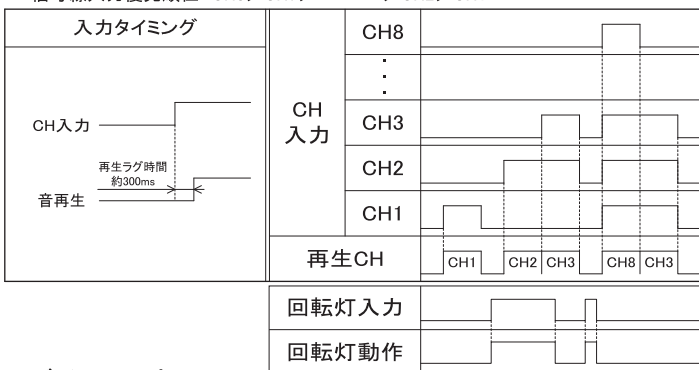 入力タイミング
CH入力
再生ラグ時間
約300ms
音再生
CH
入力
CH8
CH3
CH2
CH1
再生CH
CH1 CH2 CH3 CH8 CH3
回転灯入力
回転灯動作